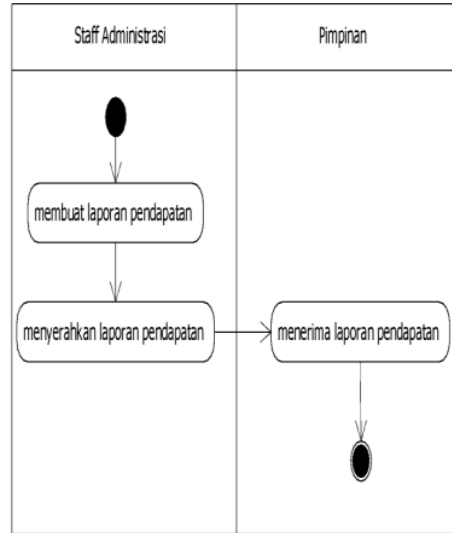 Staff Administrasi
Pimpinan
membuat laporan pendapatan
menyerahkan laporan pendapatan
menerima laporan pendapatan